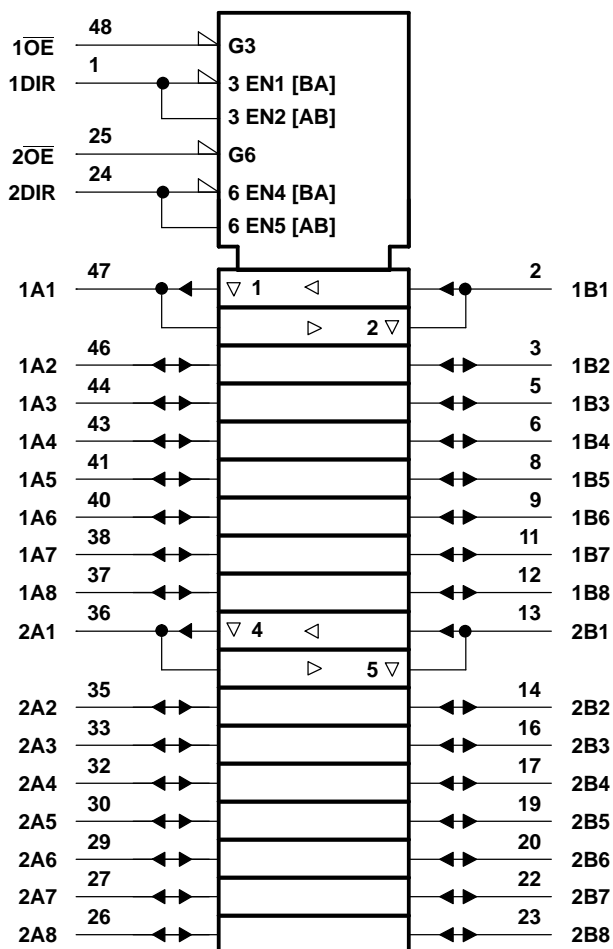 48
1OE G3
1
1DIR 3 EN1 [BA]
3 EN2 [AB]
25
2OE G6
24
2DIR 6 EN4 [BA]
6 EN5 [AB]
47 2
1A1 1 1B1
2
46 3
1A2 1B2
44 5
1A3 1B3
43 6
1A4 1B4
41 8
1A5 1B5
40 9
1A6 1B6
38 11
1A7 1B7
37 12
1A8 1B8
36 13
2A1 4 2B1
5
35 14
2A2 2B2
33 16
2A3 2B3
32 17
2A4 2B4
30 19
2A5 2B5
29 20
2A6 2B6
27 22
2A7 2B7
26 23
2A8 2B8